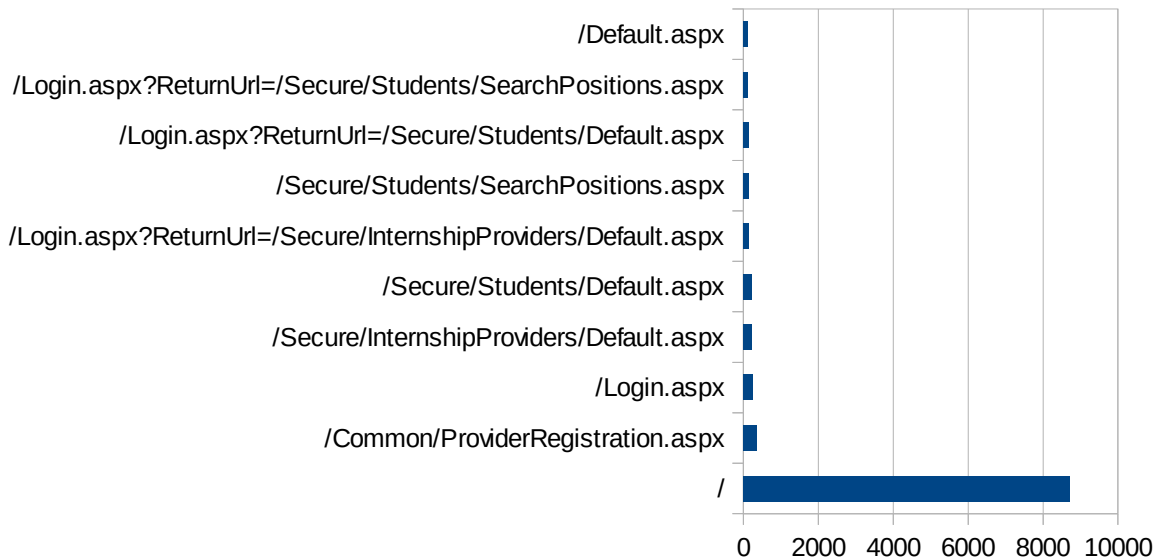 /Default.aspx
/Login.aspx?ReturnUrl=/Secure/Students/SearchPositions.aspx
/Login.aspx?ReturnUrl=/Secure/Students/Default.aspx
/Secure/Students/SearchPositions.aspx
/Login.aspx?ReturnUrl=/Secure/InternshipProviders/Default.aspx
/Secure/Students/Default.aspx
/Secure/InternshipProviders/Default.aspx
/Login.aspx
/Common/ProviderRegistration.aspx
/
0 2000 4000 6000 8000 10000